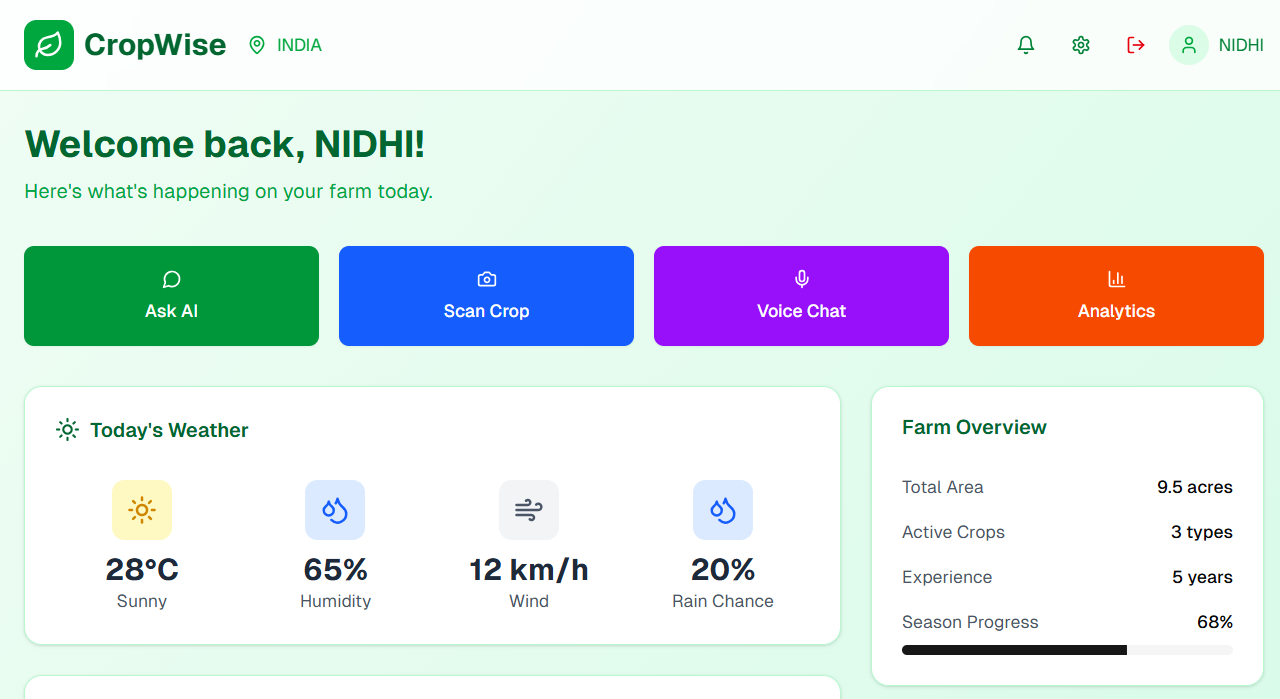 CropWise
INDIA
NIDHI
Welcome back, NIDHI!
Here's what's happening on your farm today.
Ask AI
Scan Crop
Voice Chat
Analytics
Today's Weather
28°C
Sunny
65%
Humidity
12 km/h
Wind
20%
Rain Chance
Farm Overview
Total Area 9.5 acres
Active Crops 3 types
Experience 5 years
Season Progress 68%